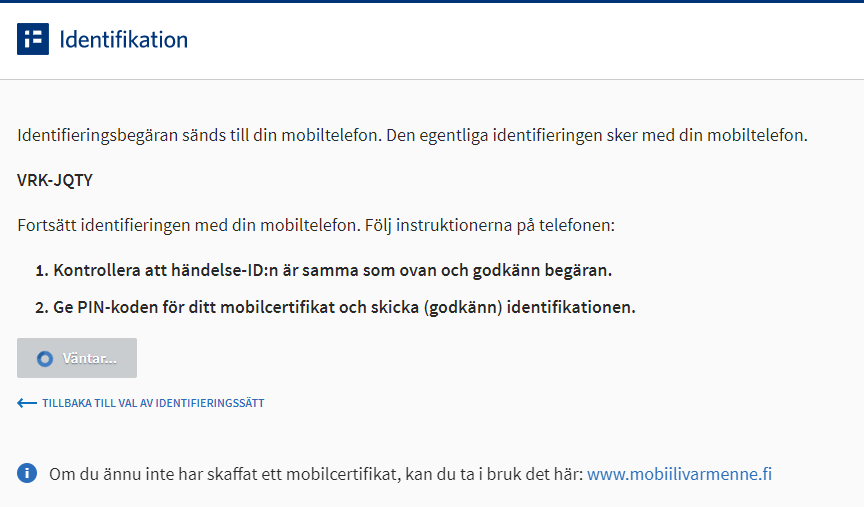 Identifikation
Identifieringsbegäran sänds till din mobiltelefon. Den egentliga identifieringen sker med din mobiltelefon.
VRK-JQTY
Fortsätt identifieringen med din mobiltelefon. Följ instruktionerna på telefonen:
1. Kontrollera att händelse-ID:n är samma som ovan och godkänn begäran.
2. Ge PIN-koden för ditt mobilcertifikat och skicka (godkänn) identifikationen.
Väntar...
TILLBAKA TILL VAL AV IDENTIFIERINGSSÄTT
Om du ännu inte har skaffat ett mobilcertifikat, kan du ta i bruk det här: www.mobiilivarmenne.fi